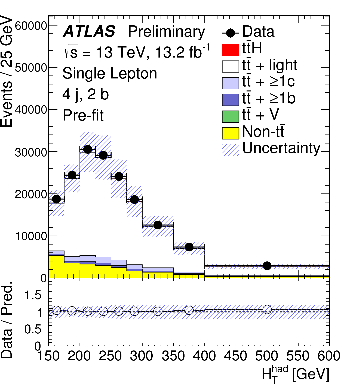 ATLAS Preliminary
√s = 13 TeV, 13.2 fb⁻¹
Single Lepton
4 j, 2 b
Pre-fit
Data
tt̄H
tt̄ + light
tt̄ + ≥1c
tt̄ + ≥1b
tt̄ + V
Non-tt̄
Uncertainty
Events / 25 GeV
60000
50000
40000
30000
20000
10000
0
Data / Pred.
1.5
1
0.5
0
150 200 250 300 350 400 450 500 550 600
H_T^had [GeV]